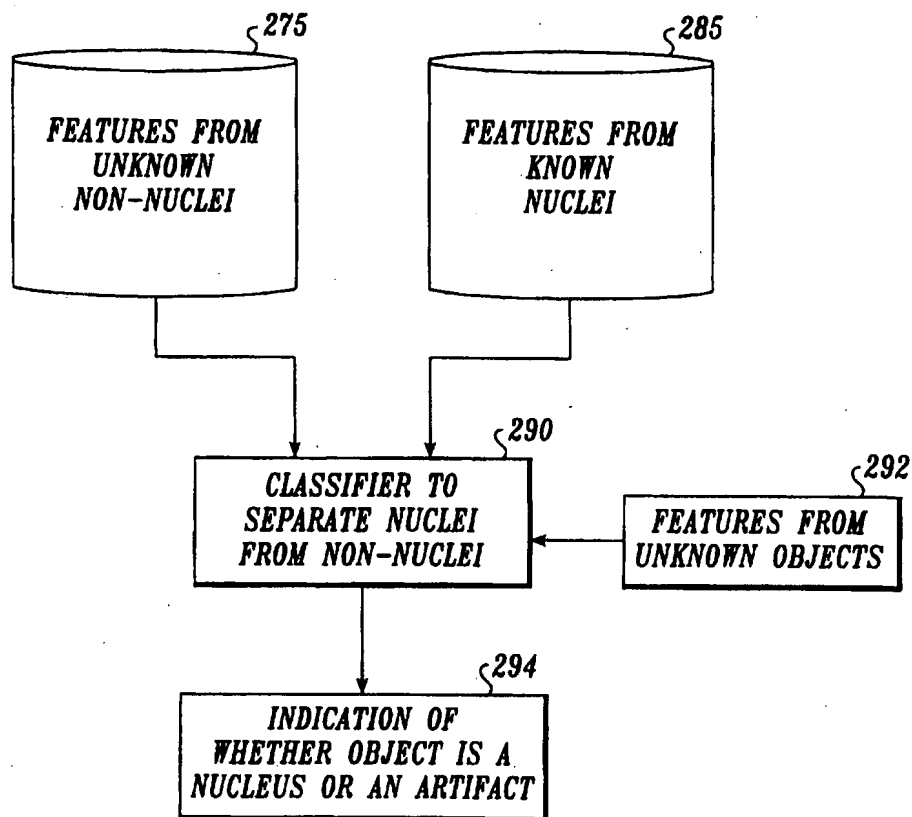 275
FEATURES FROM
UNKNOWN
NON-NUCLEI
285
FEATURES FROM
KNOWN
NUCLEI
290
CLASSIFIER TO
SEPARATE NUCLEI
FROM NON-NUCLEI
292
FEATURES FROM
UNKNOWN OBJECTS
294
INDICATION OF
WHETHER OBJECT IS A
NUCLEUS OR AN ARTIFACT